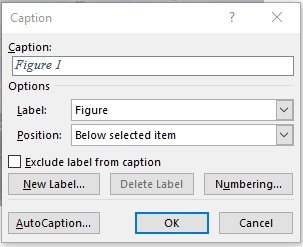 Caption
?
Caption:
Figure 1
Options
Label: Figure
Position: Below selected item
Exclude label from caption
New Label... Delete Label Numbering...
AutoCaption... OK Cancel